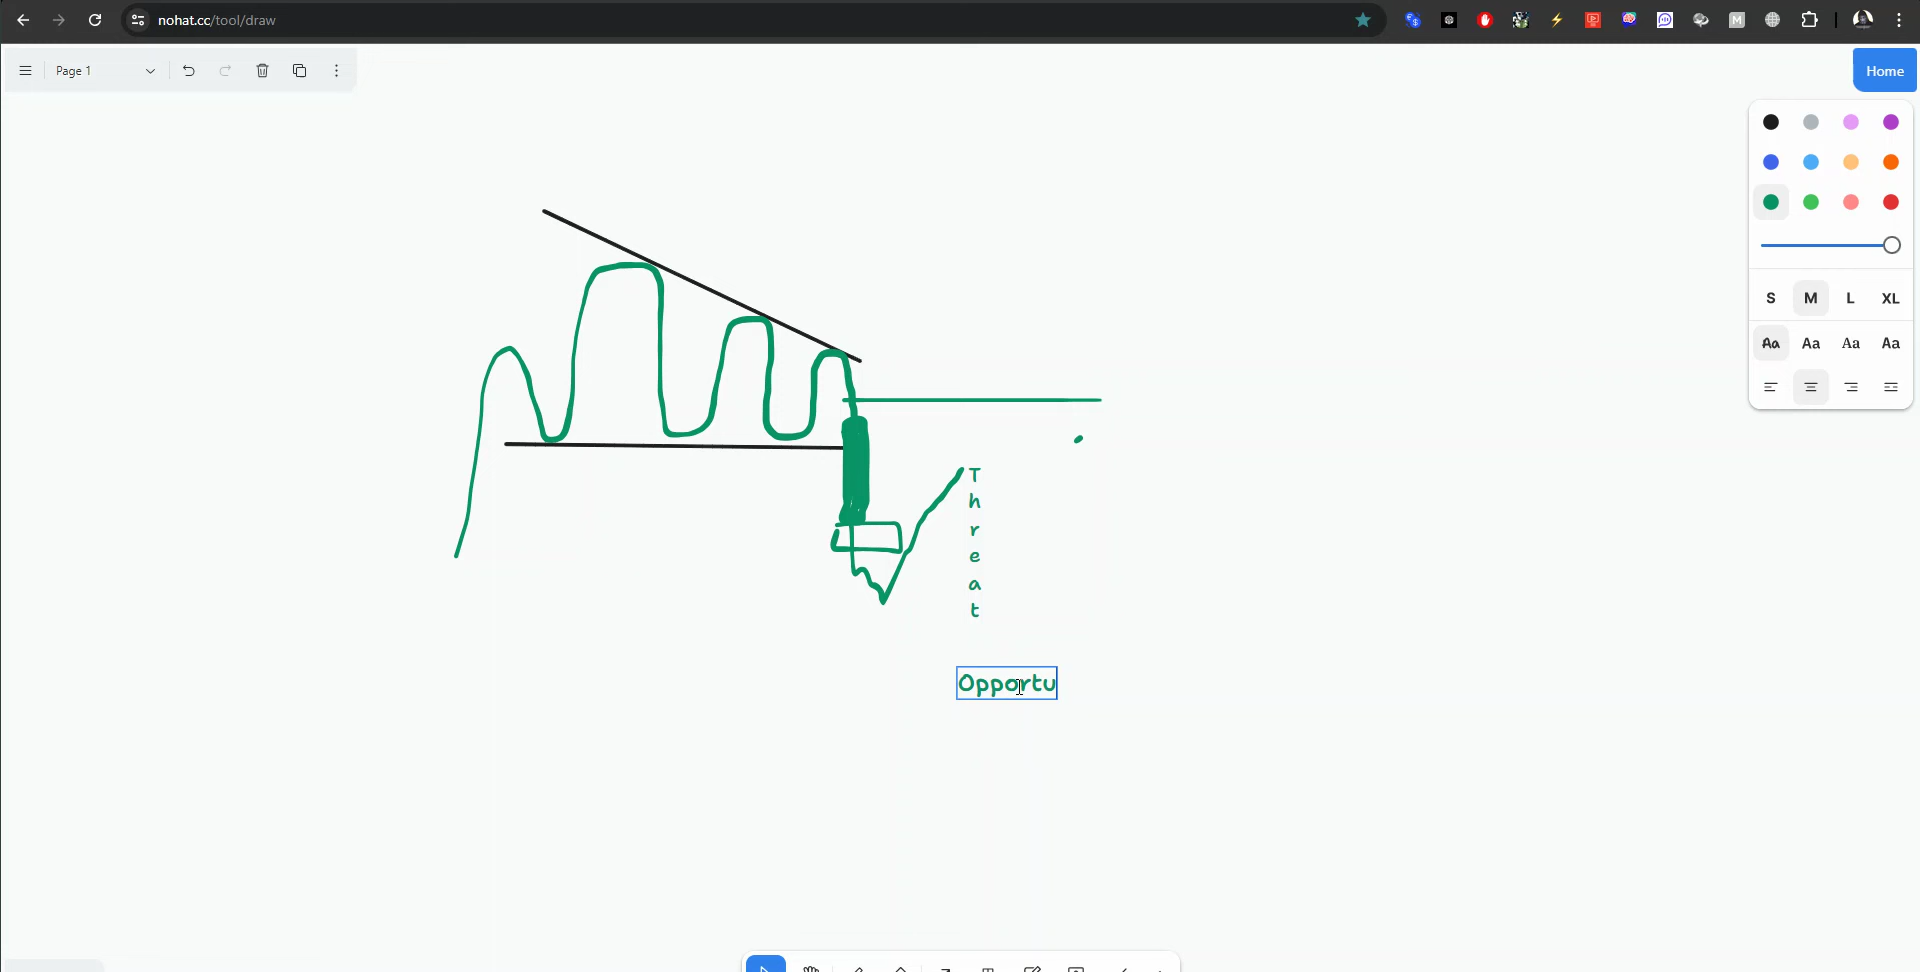 nohat.cc/tool/draw
Page 1
Home
S M L XL
Aa Aa Aa Aa
T
h
r
e
a
t
Opportu